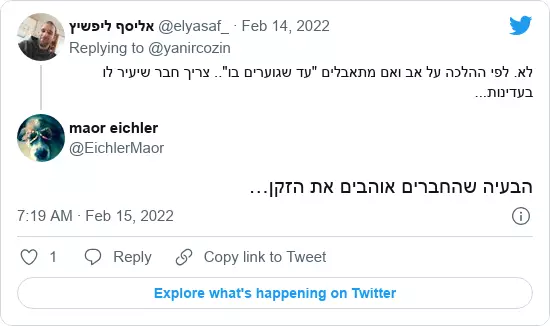 אליסף ליפשיץ @elyasaf_ · Feb 14, 2022
Replying to @yanircozin
לא. לפי ההלכה על אב ואם מתאבלים "עד שגוערים בו".. צריך חבר שיעיר לו
בעדינות...
maor eichler
@EichlerMaor
הבעיה שהחברים אוהבים את הזקן…
7:19 AM · Feb 15, 2022
1 Reply Copy link to Tweet
Explore what's happening on Twitter